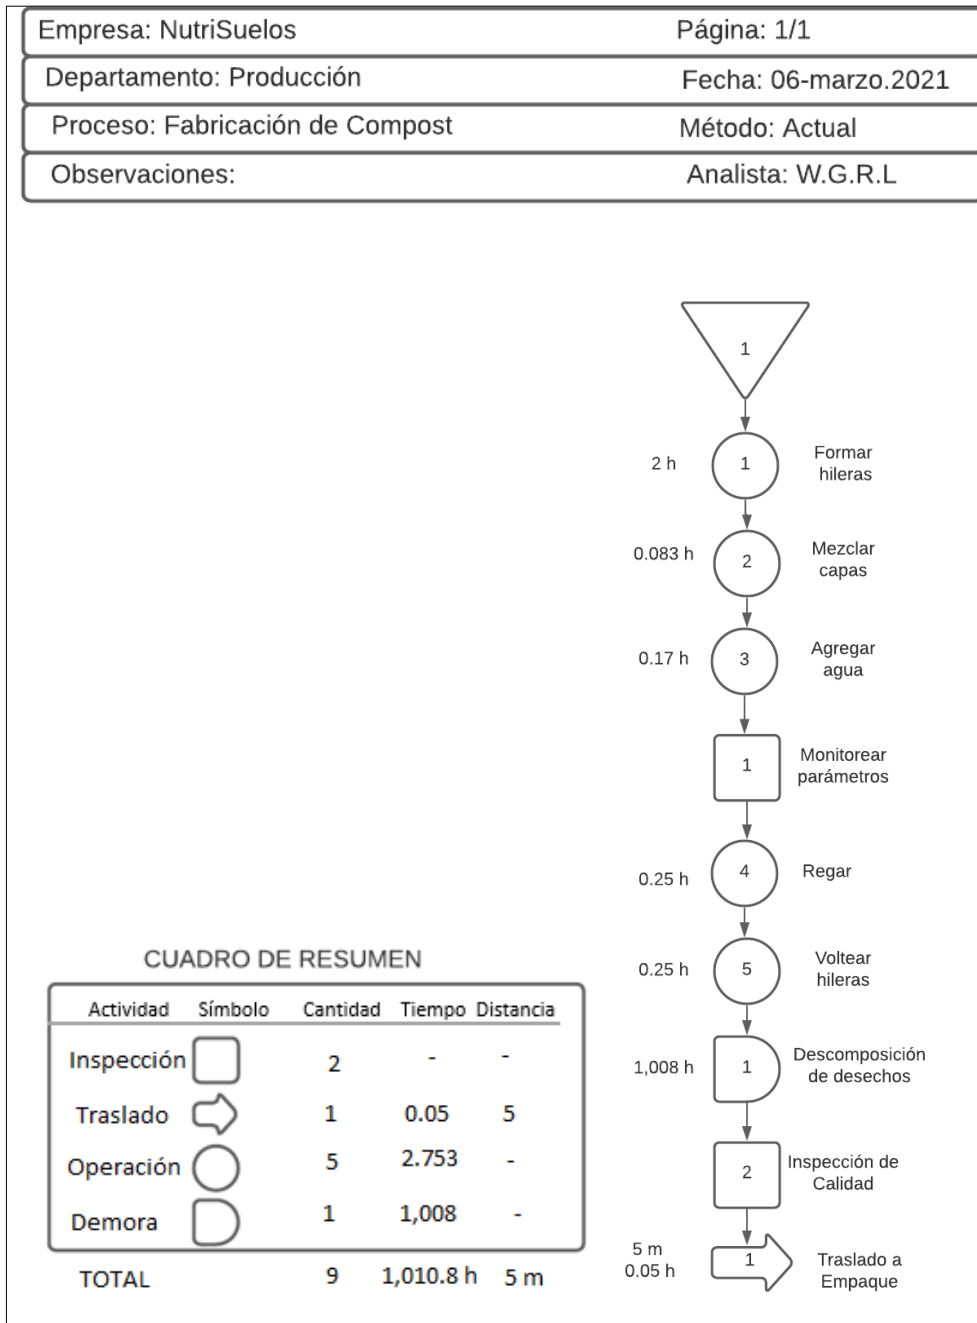 Empresa: NutriSuelos Página: 1/1
Departamento: Producción Fecha: 06-marzo.2021
Proceso: Fabricación de Compost Método: Actual
Observaciones: Analista: W.G.R.L
1
2 h 1 Formar
hileras
0.083 h 2 Mezclar
capas
0.17 h 3 Agregar
agua
1 Monitorear
parámetros
0.25 h 4 Regar
0.25 h 5 Voltear
hileras
1,008 h 1 Descomposición
de desechos
2 Inspección de
Calidad
5 m
0.05 h 1 Traslado a
Empaque
CUADRO DE RESUMEN
Actividad Símbolo Cantidad Tiempo Distancia
Inspección 2 - -
Traslado 1 0.05 5
Operación 5 2.753 -
Demora 1 1,008 -
TOTAL 9 1,010.8 h 5 m